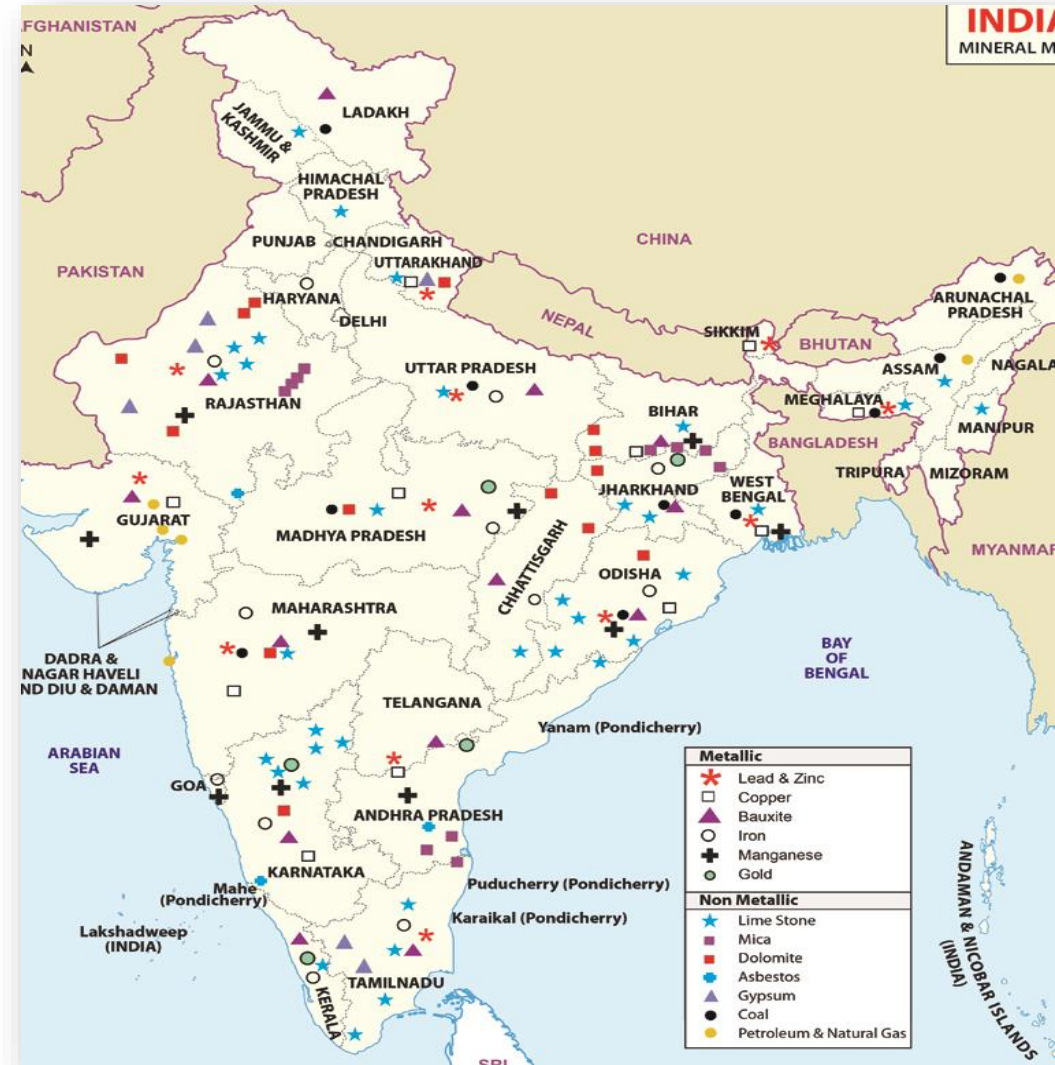 AFGHANISTAN
N
INDIA
MINERAL M
LADAKH
JAMMU &
KASHMIR
HIMACHAL
PRADESH
PUNJAB
CHANDIGARH
UTTARAKHAND
CHINA
PAKISTAN
HARYANA
DELHI
NEPAL
SIKKIM
BHUTAN
ARUNACHAL
PRADESH
RAJASTHAN
UTTAR PRADESH
ASSAM
NAGALA
BIHAR
MEGHALAYA
MANIPUR
BANGLADESH
TRIPURA
MIZORAM
GUJARAT
MADHYA PRADESH
JHARKHAND
WEST
BENGAL
CHHATTISGARH
MYANMAR
ODISHA
MAHARASHTRA
DADRA &
NAGAR HAVELI
ND DIU & DAMAN
BAY
OF
BENGAL
TELANGANA
Yanam (Pondicherry)
ARABIAN
SEA
GOA
ANDHRA PRADESH
KARNATAKA
Mahe
(Pondicherry)
Puducherry (Pondicherry)
Karaikal (Pondicherry)
Lakshadweep
(INDIA)
TAMILNADU
KERALA
SRI
Metallic
Lead & Zinc
Copper
Bauxite
Iron
Manganese
Gold
Non Metallic
Lime Stone
Mica
Dolomite
Asbestos
Gypsum
Coal
Petroleum & Natural Gas
ANDAMAN & NICOBAR ISLANDS
(INDIA)